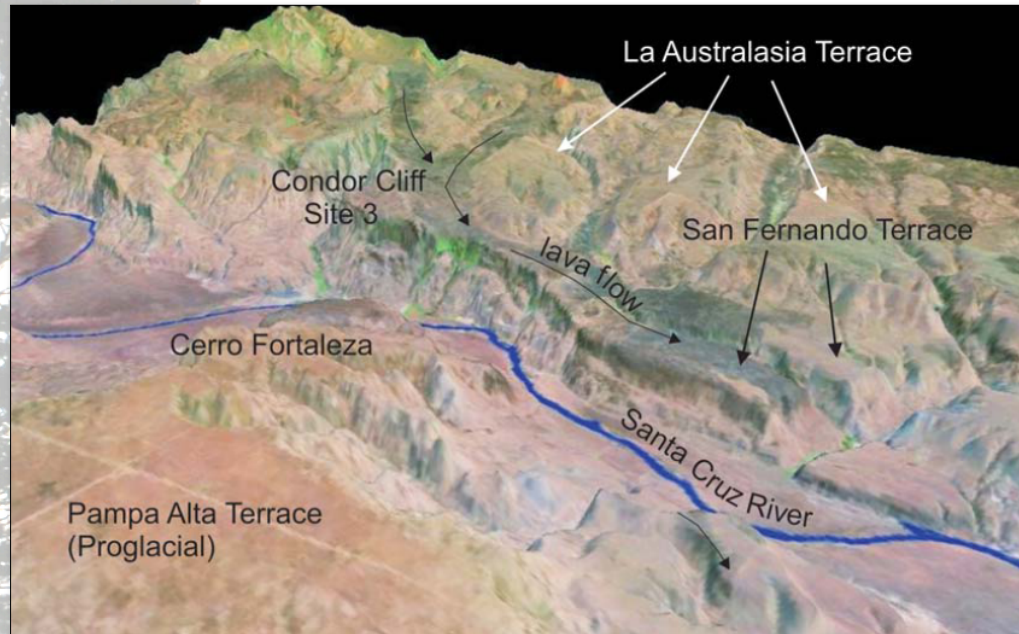 La Australasia Terrace
Condor Cliff
Site 3
San Fernando Terrace
lava flow
Cerro Fortaleza
Santa Cruz River
Pampa Alta Terrace
(Proglacial)